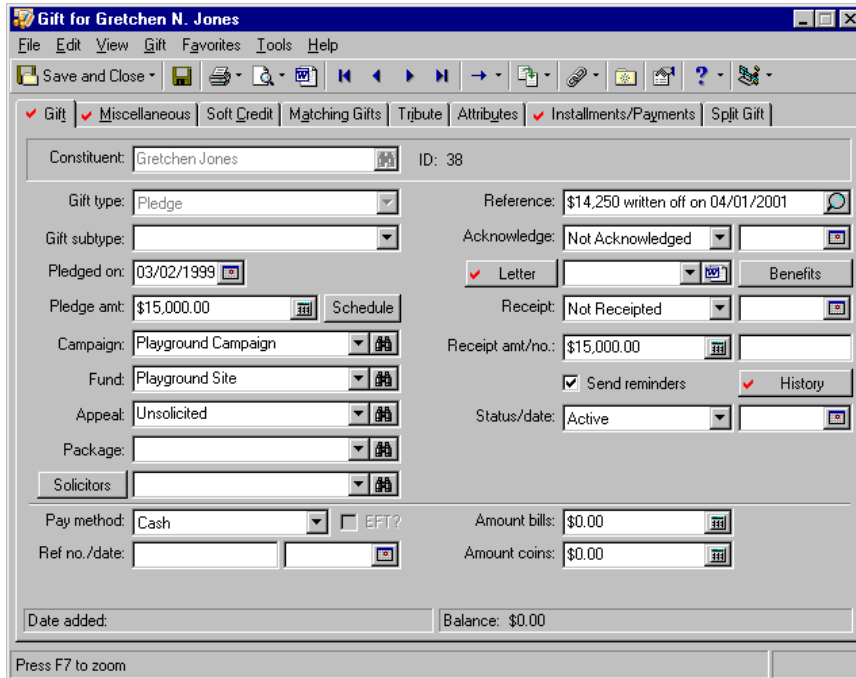 Gift for Gretchen N. Jones
File Edit View Gift Favorites Tools Help
Save and Close
Gift Miscellaneous Soft Credit Matching Gifts Tribute Attributes Installments/Payments Split Gift
Constituent: Gretchen Jones ID: 38
Gift type: Pledge Reference: $14,250 written off on 04/01/2001
Gift subtype: Acknowledge: Not Acknowledged
Pledged on: 03/02/1999 Letter Benefits
Pledge amt: $15,000.00 Schedule Receipt: Not Receipted
Campaign: Playground Campaign Receipt amt/no.: $15,000.00
Fund: Playground Site Send reminders History
Appeal: Unsolicited Status/date: Active
Package:
Solicitors
Pay method: Cash EFT? Amount bills: $0.00
Ref no./date: Amount coins: $0.00
Date added: Balance: $0.00
Press F7 to zoom